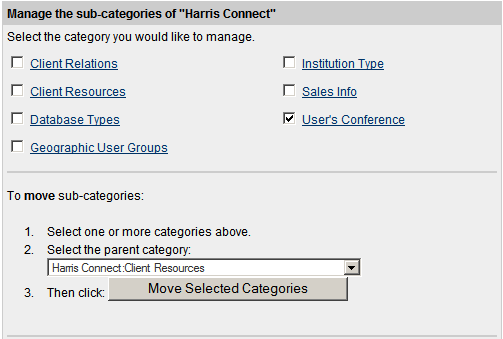 Manage the sub-categories of "Harris Connect"
Select the category you would like to manage.
Client Relations
Institution Type
Client Resources
Sales Info
Database Types
User's Conference
Geographic User Groups
To move sub-categories:
1. Select one or more categories above.
2. Select the parent category:
Harris Connect:Client Resources
3. Then click: Move Selected Categories